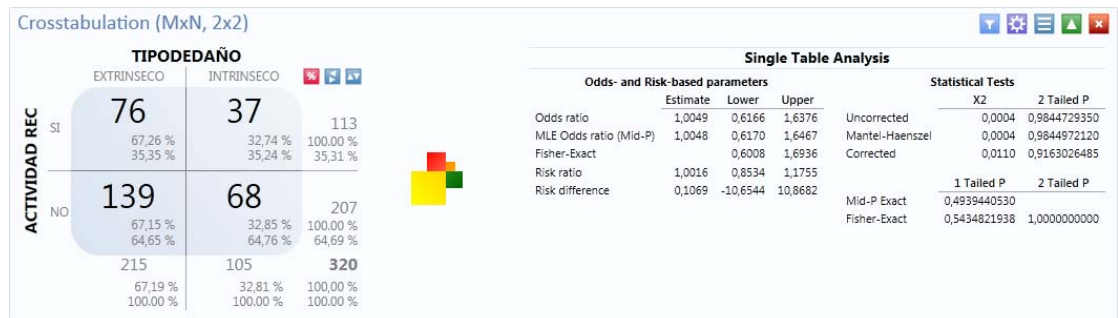 Crosstabulation (MxN, 2x2)
TIPODEDAÑO
EXTRINSECO INTRINSECO %
ACTIVIDAD REC
SI 76 37 113
67,26 % 32,74 % 100.00 %
35,35 % 35,24 % 35,31 %
NO 139 68 207
67,15 % 32,85 % 100.00 %
64,65 % 64,76 % 64,69 %
215 105 320
67,19 % 32,81 % 100,00 %
100.00 % 100.00 % 100.00 %
Single Table Analysis
Odds- and Risk-based parameters
Estimate Lower Upper
Odds ratio 1,0049 0,6166 1,6376
MLE Odds ratio (Mid-P) 1,0048 0,6170 1,6467
Fisher-Exact 0,6008 1,6936
Risk ratio 1,0016 0,8534 1,1755
Risk difference 0,1069 -10,6544 10,8682
Statistical Tests
X2 2 Tailed P
Uncorrected 0,0004 0,9844729350
Mantel-Haenszel 0,0004 0,9844972120
Corrected 0,0110 0,9163026485
1 Tailed P 2 Tailed P
Mid-P Exact 0,4939440530
Fisher-Exact 0,5434821938 1,0000000000